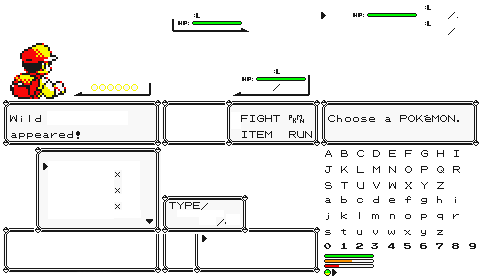 :L
HP:
:L
HP:
/.
:L
/
:L
HP:
/
Wild
appeared!
FIGHT PKMN
ITEM RUN
Choose a POKéMON.
×
×
×
TYPE/
/.
A B C D E F G H I
J K L M N O P Q R
S T U V W X Y Z
a b c d e f g h i
j k l m n o p q r
s t u v w x y z
0 1 2 3 4 5 6 7 8 9